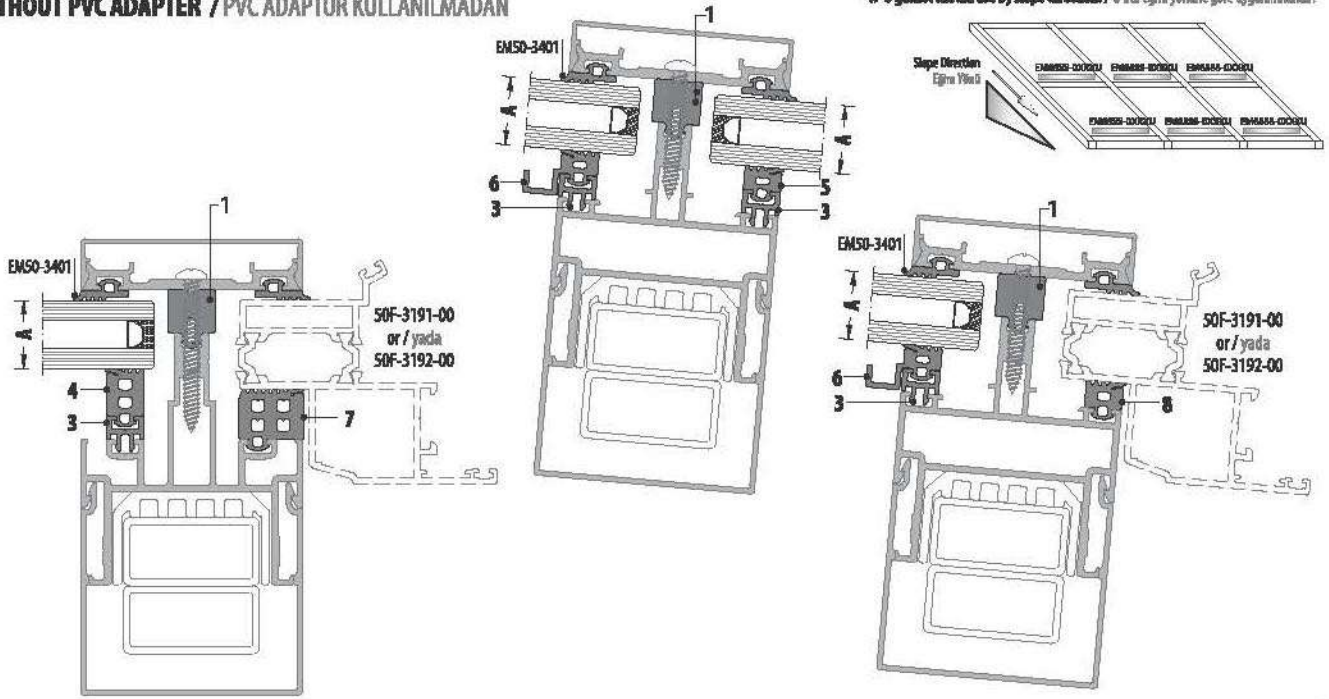 THOUT PVC ADAPTER / PVC ADAPTÖR KULLANILMADAN
Slope Direction
Eğim Yönü
1
EM50-3401
A
A
6
5
3
3
1
EM50-3401
A
50F-3191-00
or / yada
50F-3192-00
4
3
7
1
EM50-3401
A
50F-3191-00
or / yada
50F-3192-00
6
3
8